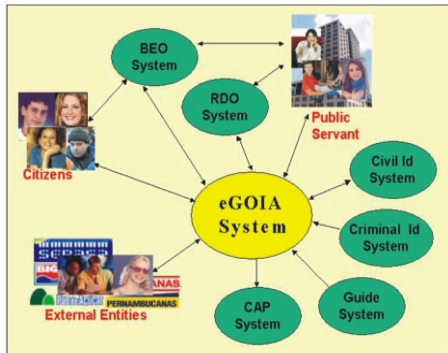 BEO
System
RDO
System
Public
Servant
Citizens
Civil Id
System
eGOIA
System
Criminal Id
System
BIG
PERNAMBUCANAS
External Entities
CAP
System
Guide
System